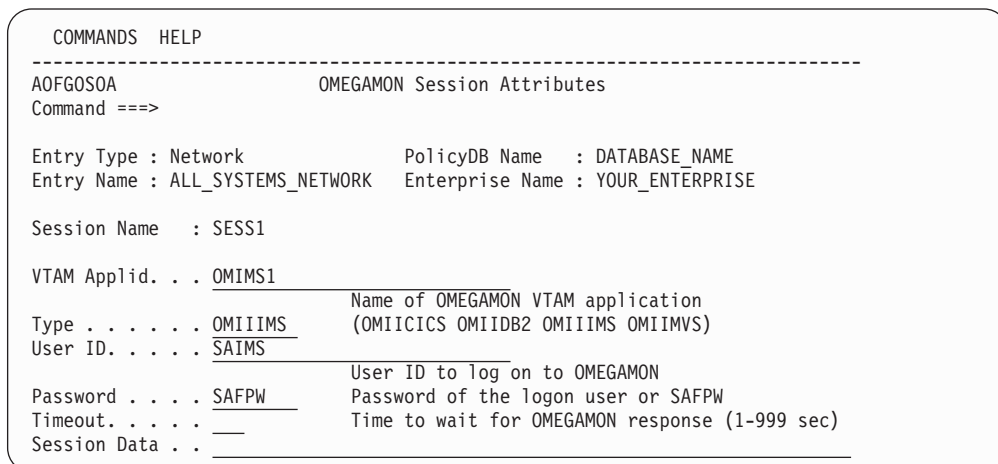 COMMANDS HELP
-------------------------------------------------------------------------------
AOFGOSOA OMEGAMON Session Attributes
Command ===>
Entry Type : Network PolicyDB Name : DATABASE_NAME
Entry Name : ALL_SYSTEMS_NETWORK Enterprise Name : YOUR_ENTERPRISE
Session Name : SESS1
VTAM Applid. . . OMIMS1
Name of OMEGAMON VTAM application
Type . . . . . . OMIIIMS (OMIICICS OMIIDB2 OMIIIMS OMIIMVS)
User ID. . . . . SAIMS
User ID to log on to OMEGAMON
Password . . . . SAFPW Password of the logon user or SAFPW
Timeout. . . . . ___ Time to wait for OMEGAMON response (1-999 sec)
Session Data . .